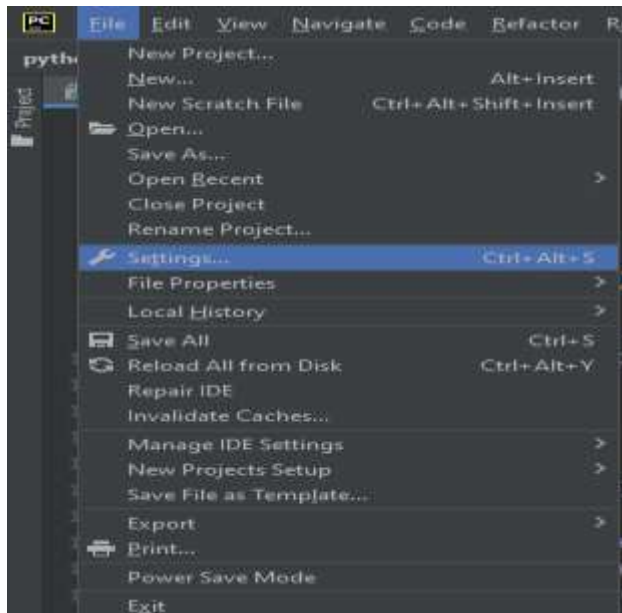 PC File Edit View Navigate Code Refactor R
pyth
Project
New Project...
New... Alt+Insert
New Scratch File Ctrl+Alt+Shift+Insert
Open...
Save As...
Open Recent
Close Project
Rename Project...
Settings... Ctrl+Alt+S
File Properties
Local History
Save All Ctrl+S
Reload All from Disk Ctrl+Alt+Y
Repair IDE
Invalidate Caches...
Manage IDE Settings
New Projects Setup
Save File as Template...
Export
Print...
Power Save Mode
Exit